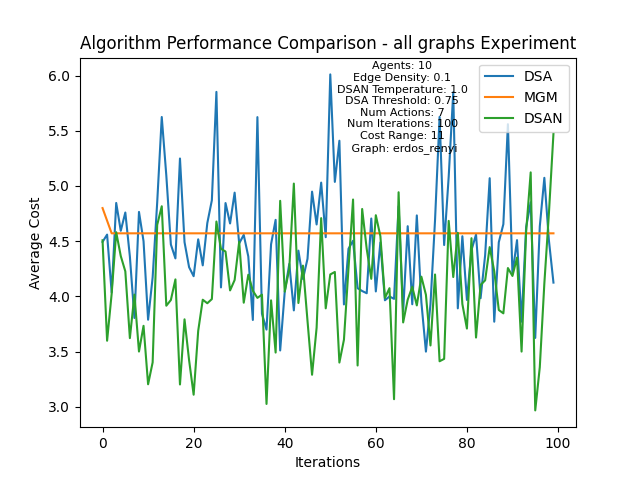 Algorithm Performance Comparison - all graphs Experiment
Agents: 10
Edge Density: 0.1
DSAN Temperature: 1.0
DSA Threshold: 0.75
Num Actions: 7
Num Iterations: 100
Cost Range: 11
Graph: erdos_renyi
DSA
MGM
DSAN
6.0
5.5
5.0
4.5
4.0
3.5
3.0
Average Cost
0 20 40 60 80 100
Iterations